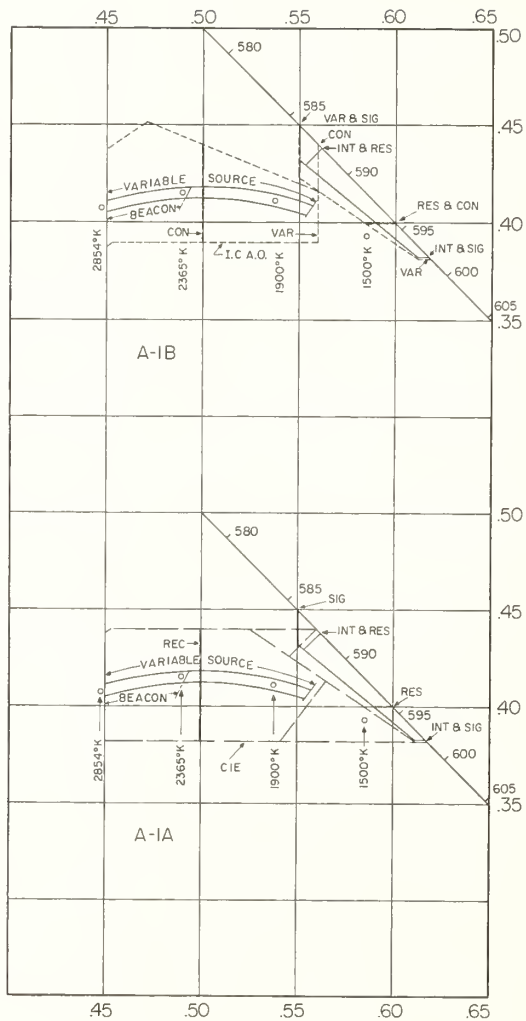 .45 .50 .55 .60 .65
580
.50
585
VAR & SIG
.45
CON
INT & RES
590
VARIABLE SOURCE
BEACON
RES & CON
.40
595
CON
VAR
INT & SIG
VAR
I.C A.O.
600
2854°K
2365°K
1900°K
1500°K
605
.35
A-1B
.50
580
585
SIG
.45
REC
INT & RES
590
VARIABLE SOURCE
BEACON
RES
.40
595
INT & SIG
600
CIE
2854°K
2365°K
1900°K
1500°K
605
.35
A-1A
.45 .50 .55 .60 .65